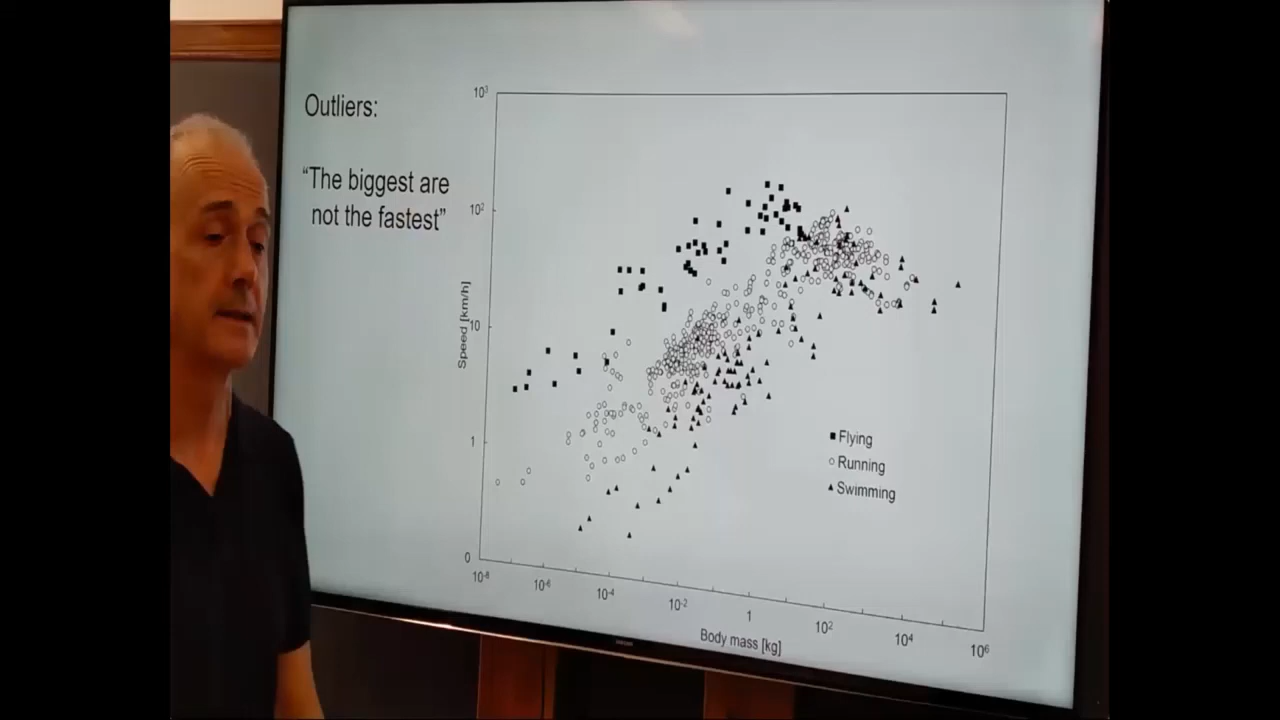 Outliers:
“The biggest are
not the fastest”
10³
10²
10
1
0
Speed [km/h]
10⁻⁸
10⁻⁶
10⁻⁴
10⁻²
1
10²
10⁴
10⁶
Body mass [kg]
Flying
Running
Swimming